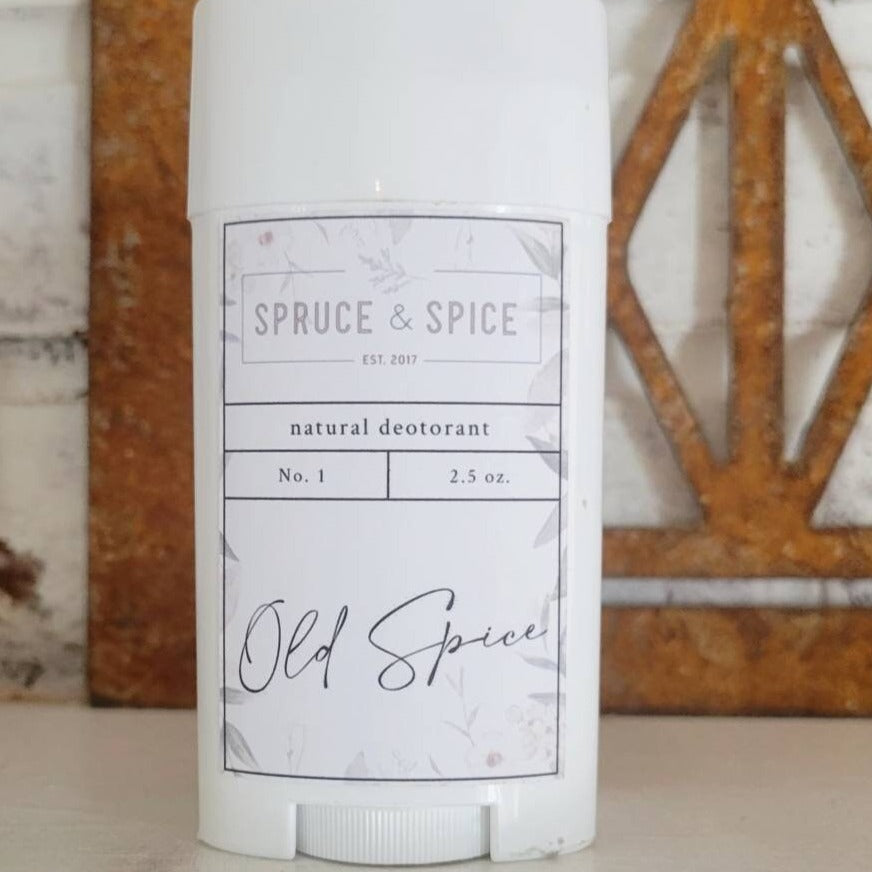 SPRUCE & SPICE
EST. 2017
natural deotorant
No. 1
2.5 oz.
Old Spice